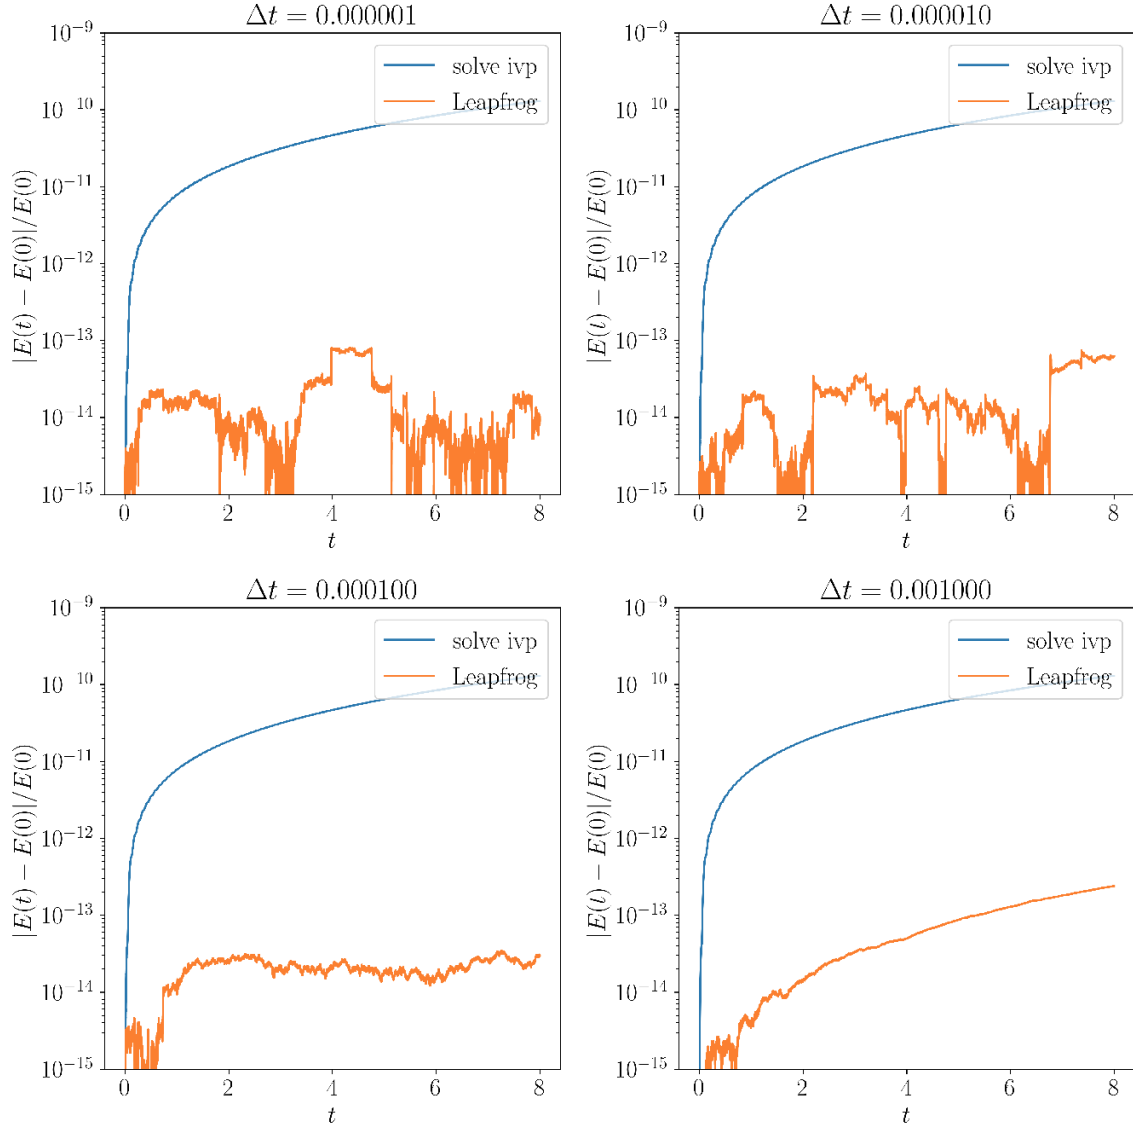 Δt = 0.000001
10⁻⁹
10 ¹⁰
10⁻¹¹
10⁻¹²
10⁻¹³
10⁻¹⁴
10⁻¹⁵
|E(t) − E(0)|/E(0)
solve ivp
Leapfrog
0 2 4 6 8
t
Δt = 0.000010
10⁻⁹
10 ¹⁰
10⁻¹¹
10⁻¹²
10⁻¹³
10⁻¹⁴
10⁻¹⁵
|E(l) − E(0)|/E(0)
solve ivp
Leapfrog
0 2 4 6 8
t
Δt = 0.000100
10⁻⁹
10 ¹⁰
10⁻¹¹
10⁻¹²
10⁻¹³
10⁻¹⁴
10⁻¹⁵
|E(t) − E(0)|/E(0)
solve ivp
Leapfrog
0 2 4 6 8
t
Δt = 0.001000
10⁻⁹
10 ¹⁰
10⁻¹¹
10⁻¹²
10⁻¹³
10⁻¹⁴
10⁻¹⁵
|E(l) − E(0)|/E(0)
solve ivp
Leapfrog
0 2 4 6 8
t